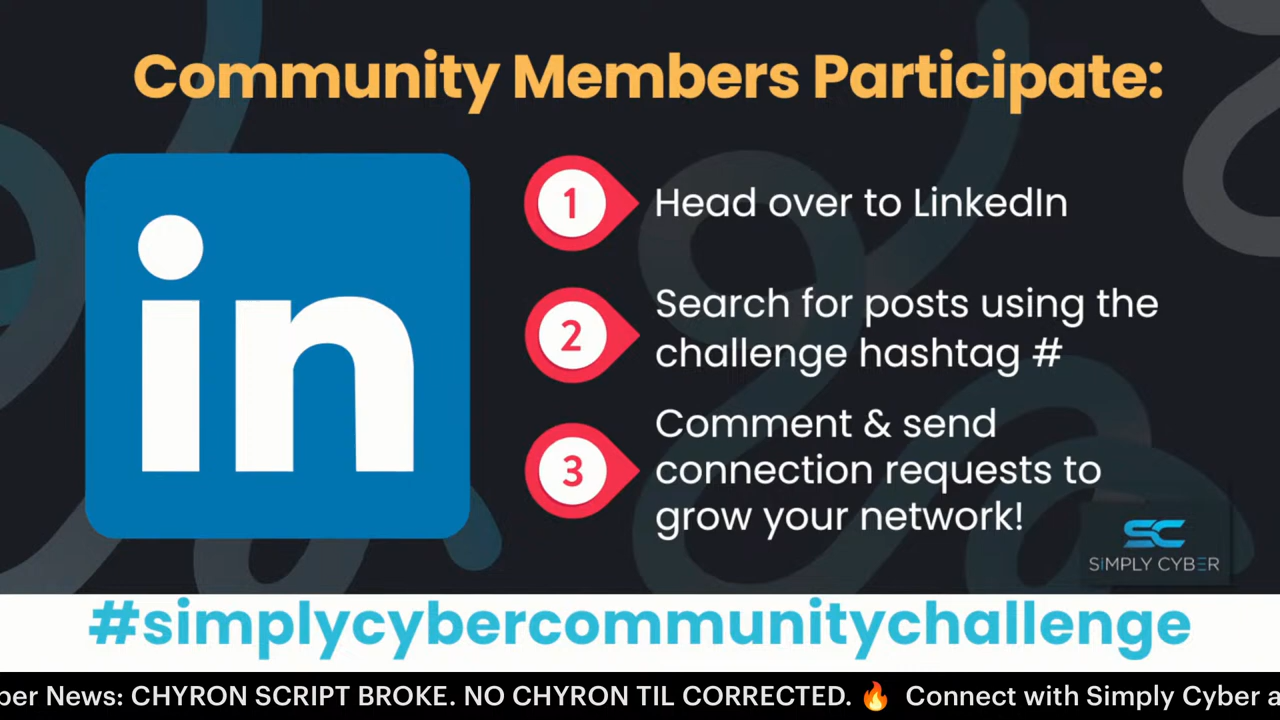 Community Members Participate:
in
1
Head over to LinkedIn
2
Search for posts using the
challenge hashtag #
3
Comment & send
connection requests to
grow your network!
SC
SIMPLY CYBER
#simplycybercommunitychallenge
News: CHYRON SCRIPT BROKE. NO CHYRON TIL CORRECTED. 🔥 Connect with Simply Cyber